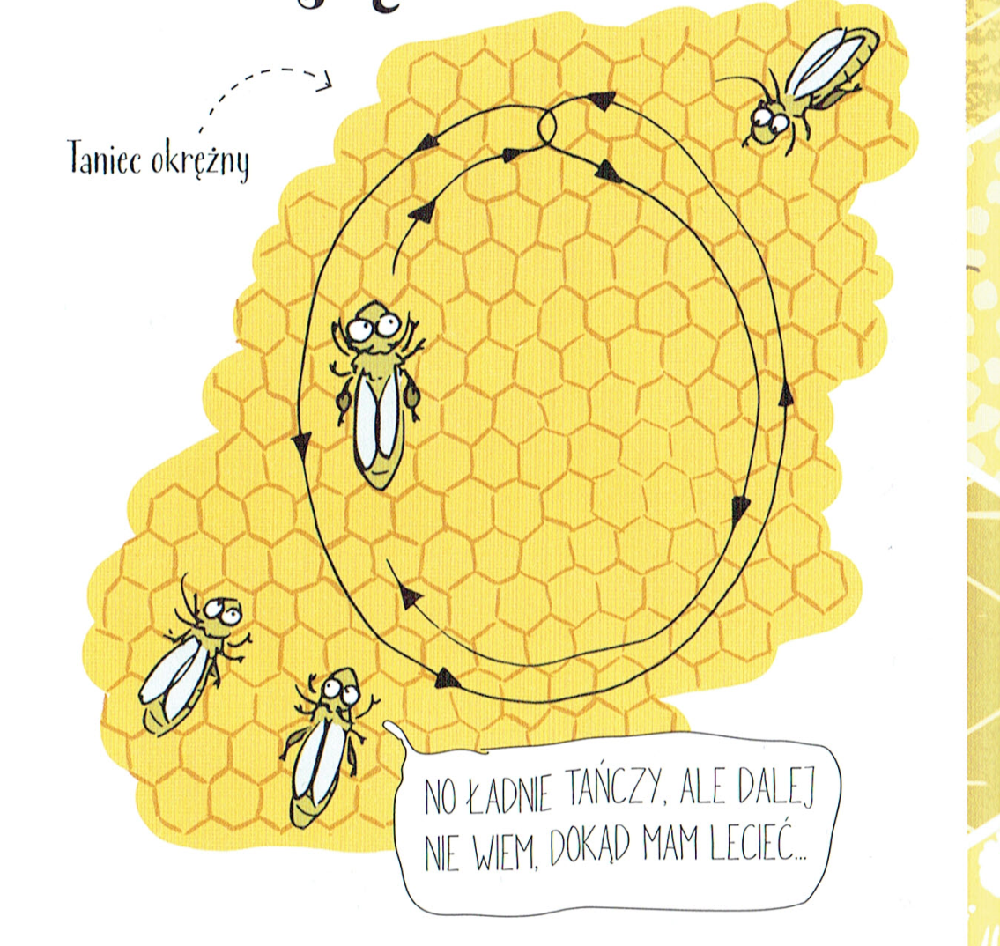 Taniec okrężny
NO ŁADNIE TAŃCZY, ALE DALEJ
NIE WIEM, DOKĄD MAM LECIEĆ...